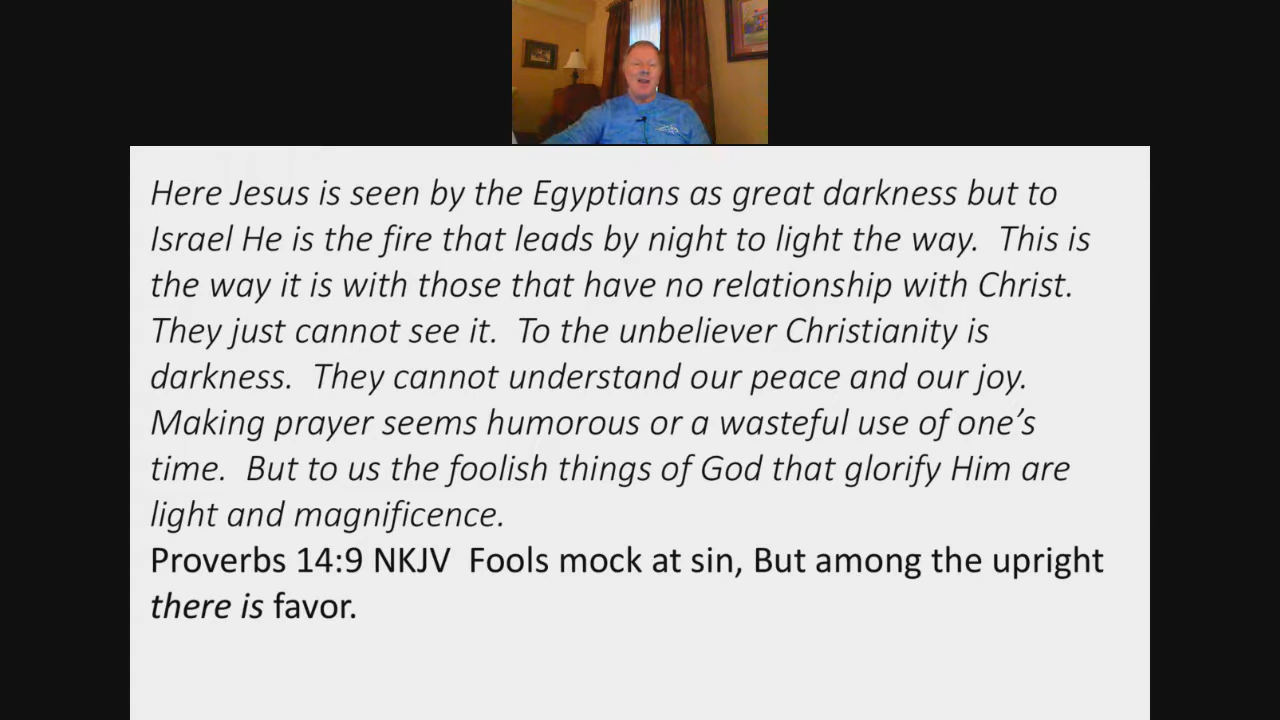 Here Jesus is seen by the Egyptians as great darkness but to
Israel He is the fire that leads by night to light the way.  This is
the way it is with those that have no relationship with Christ.
They just cannot see it.  To the unbeliever Christianity is
darkness.  They cannot understand our peace and our joy.
Making prayer seems humorous or a wasteful use of one’s
time.  But to us the foolish things of God that glorify Him are
light and magnificence.
Proverbs 14:9 NKJV  Fools mock at sin, But among the upright
there is favor.